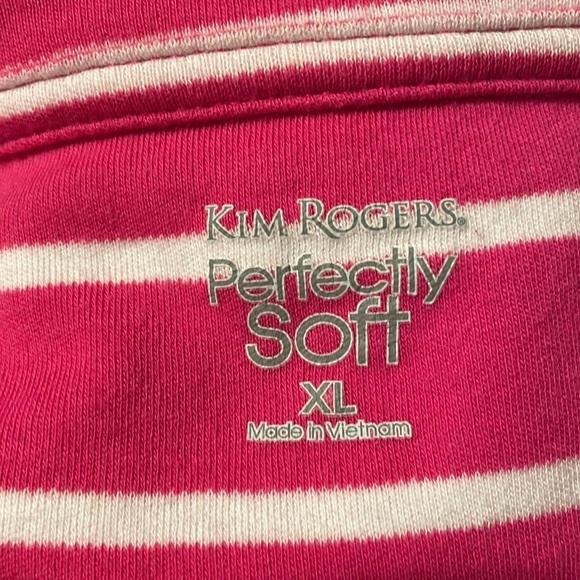 KIM ROGERS®
Perfectly
Soft
XL
Made in Vietnam